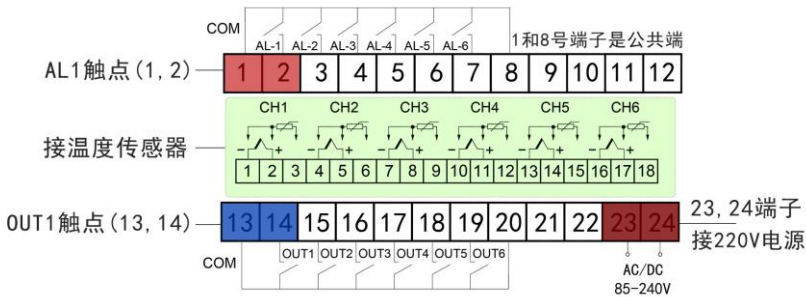 COM
AL-1 AL-2 AL-3 AL-4 AL-5 AL-6
1和8号端子是公共端
AL1触点(1,2)
1 2 3 4 5 6 7 8 9 10 11 12
CH1 CH2 CH3 CH4 CH5 CH6
接温度传感器
- + - + - + - + - + - +
1 2 3 4 5 6 7 8 9 10 11 12 13 14 15 16 17 18
OUT1触点(13,14)
13 14 15 16 17 18 19 20 21 22 23 24
23,24端子
接220V电源
COM
OUT1 OUT2 OUT3 OUT4 OUT5 OUT6
AC/DC
85-240V